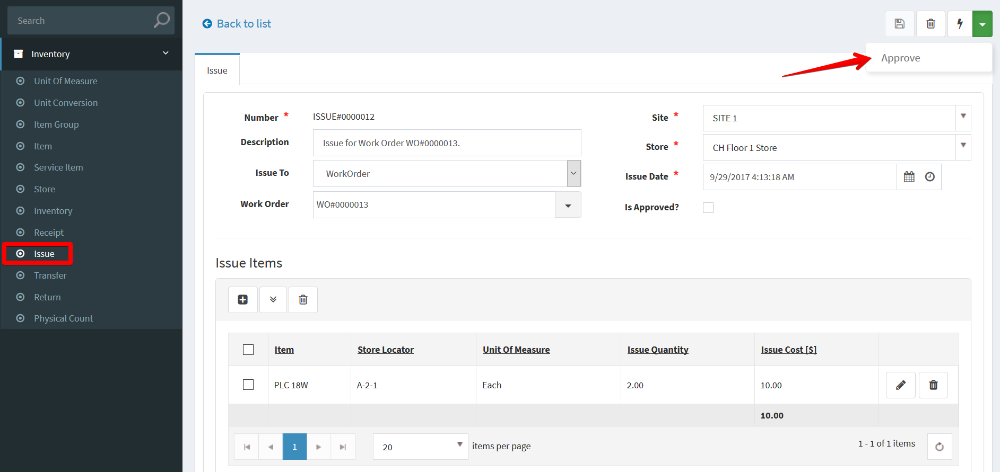 Search
Inventory
Unit Of Measure
Unit Conversion
Item Group
Item
Service Item
Store
Inventory
Receipt
Issue
Transfer
Return
Physical Count
Back to list
Approve
Issue
Number * ISSUE#0000012
Description Issue for Work Order WO#0000013.
Issue To WorkOrder
Work Order WO#0000013
Site * SITE 1
Store * CH Floor 1 Store
Issue Date * 9/29/2017 4:13:18 AM
Is Approved?
Issue Items
Item Store Locator Unit Of Measure Issue Quantity Issue Cost [$]
PLC 18W A-2-1 Each 2.00 10.00
10.00
1 20 items per page 1 - 1 of 1 items